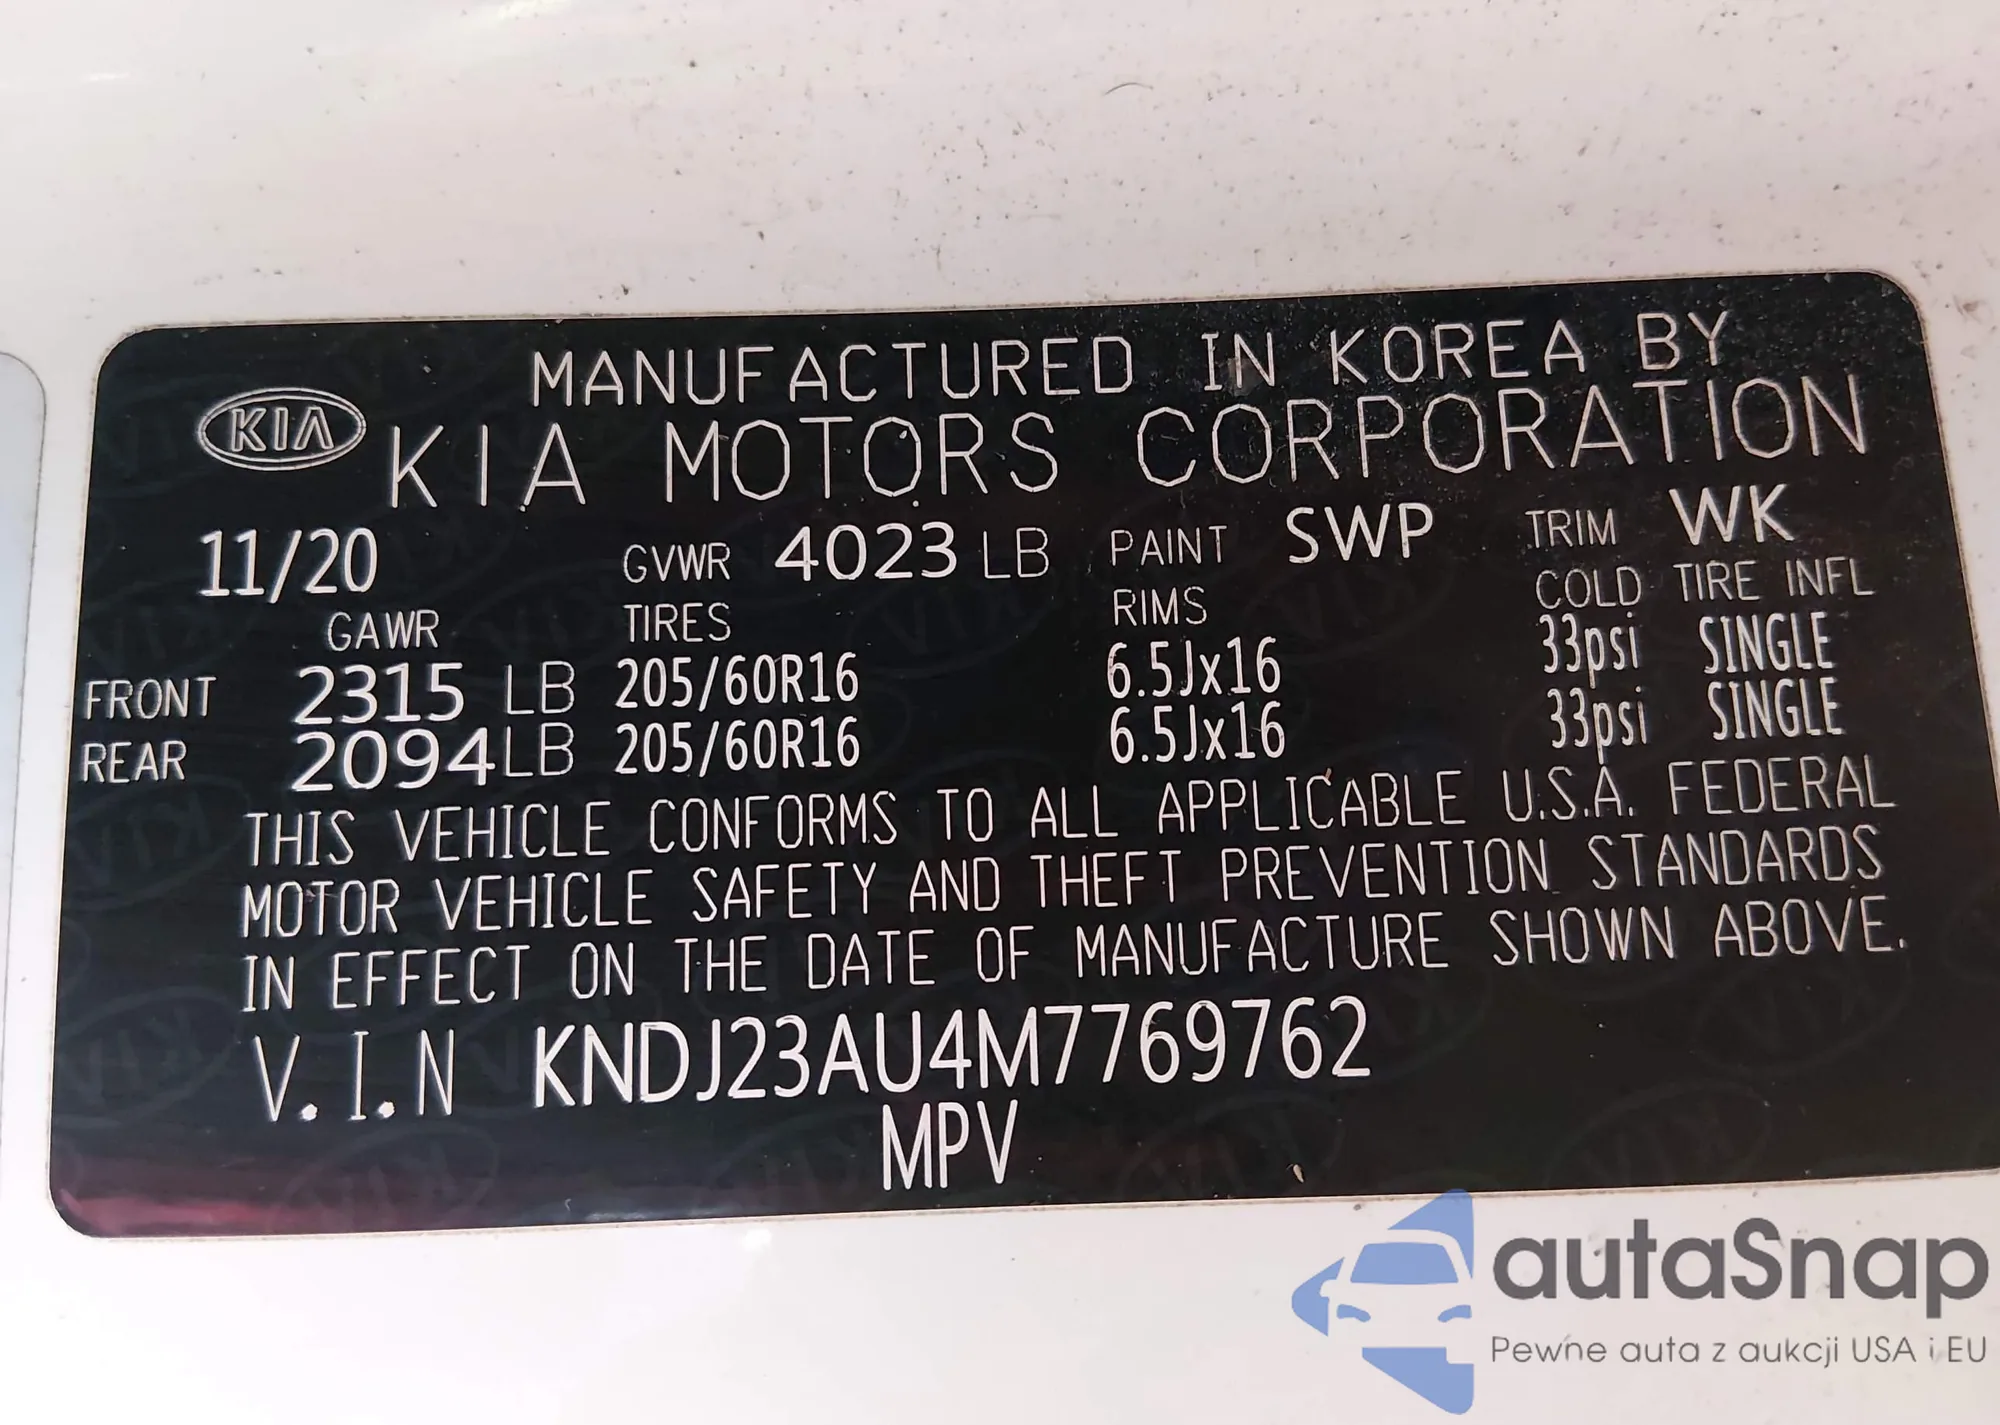 MANUFACTURED IN KOREA BY
KIA KIA MOTORS CORPORATION
11/20 GVWR 4023 LB PAINT SWP TRIM WK
GAWR TIRES RIMS COLD TIRE INFL
FRONT 2315 LB 205/60R16 6.5Jx16 33psi SINGLE
REAR 2094 LB 205/60R16 6.5Jx16 33psi SINGLE
THIS VEHICLE CONFORMS TO ALL APPLICABLE U.S.A. FEDERAL
MOTOR VEHICLE SAFETY AND THEFT PREVENTION STANDARDS
IN EFFECT ON THE DATE OF MANUFACTURE SHOWN ABOVE.
V.I.N KNDJ23AU4M7769762
MPV
autaSnap
Pewne auta z aukcji USA i EU